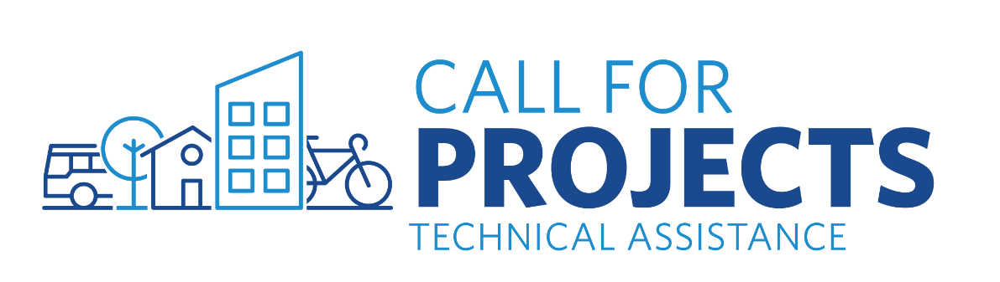 CALL FOR
PROJECTS
TECHNICAL ASSISTANCE